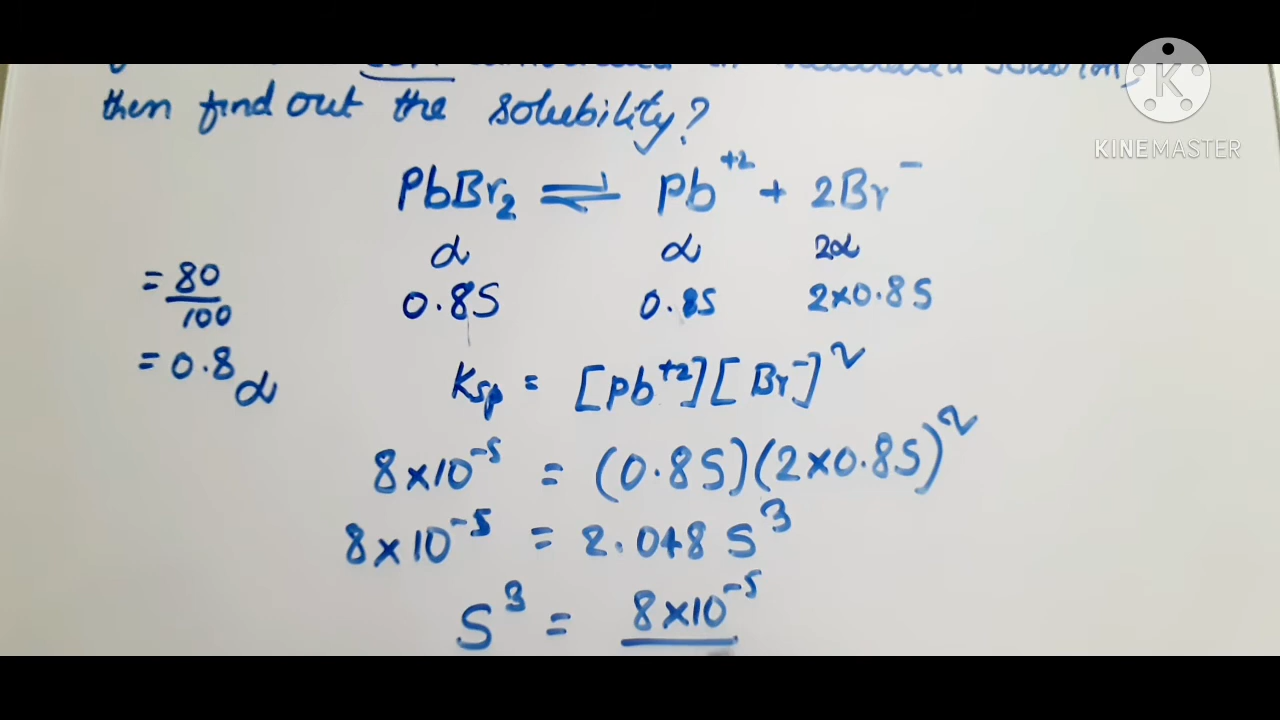 solution,
then find out the solubility?
PbBr₂ ⇌ Pb⁺² + 2Br⁻
α α 2α
0.8S 0.8S 2×0.8S
= 80/100
= 0.8 α
Ksp = [Pb⁺²][Br⁻]²
8×10⁻⁵ = (0.8S)(2×0.8S)²
8×10⁻⁵ = 2.048 S³
S³ = 8×10⁻⁵
K
KINEMASTER